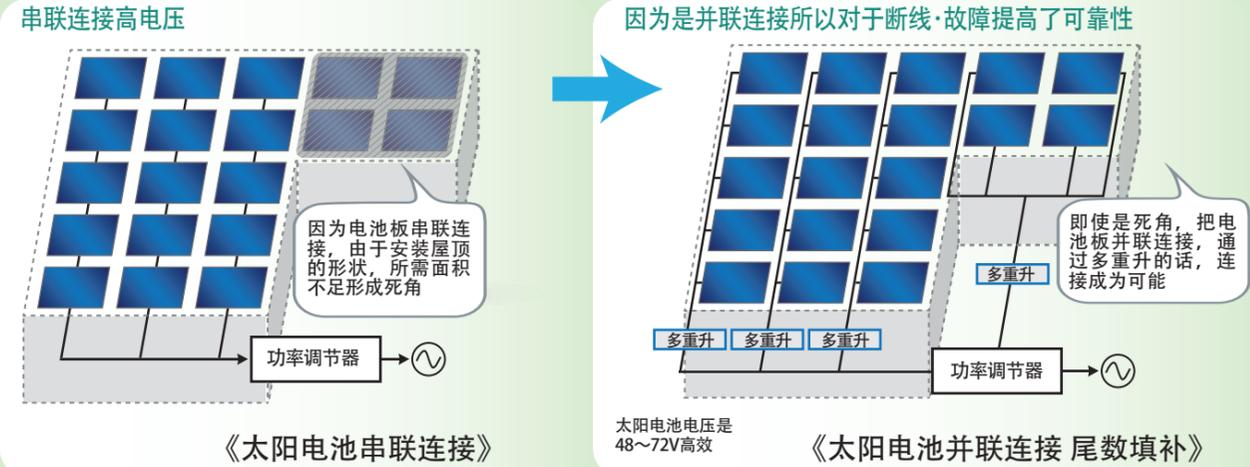 串联连接高电压
因为电池板串联连
接，由于安装屋顶
的形状，所需面积
不足形成死角
功率调节器
《太阳电池串联连接》
因为是并联连接所以对于断线·故障提高了可靠性
即使是死角，把电
池板并联连接，通
过多重升的话，连
接成为可能
多重升
多重升
多重升
多重升
功率调节器
太阳电池电压是
48～72V高效
《太阳电池并联连接 尾数填补》